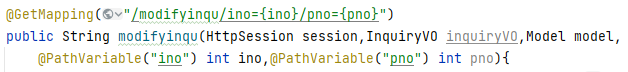 @GetMapping("/modifyinqu/ino={ino}/pno={pno}")
public String modifyinqu(HttpSession session,InquiryVO inquiryVO,Model model,
@PathVariable("ino") int ino,@PathVariable("pno") int pno){